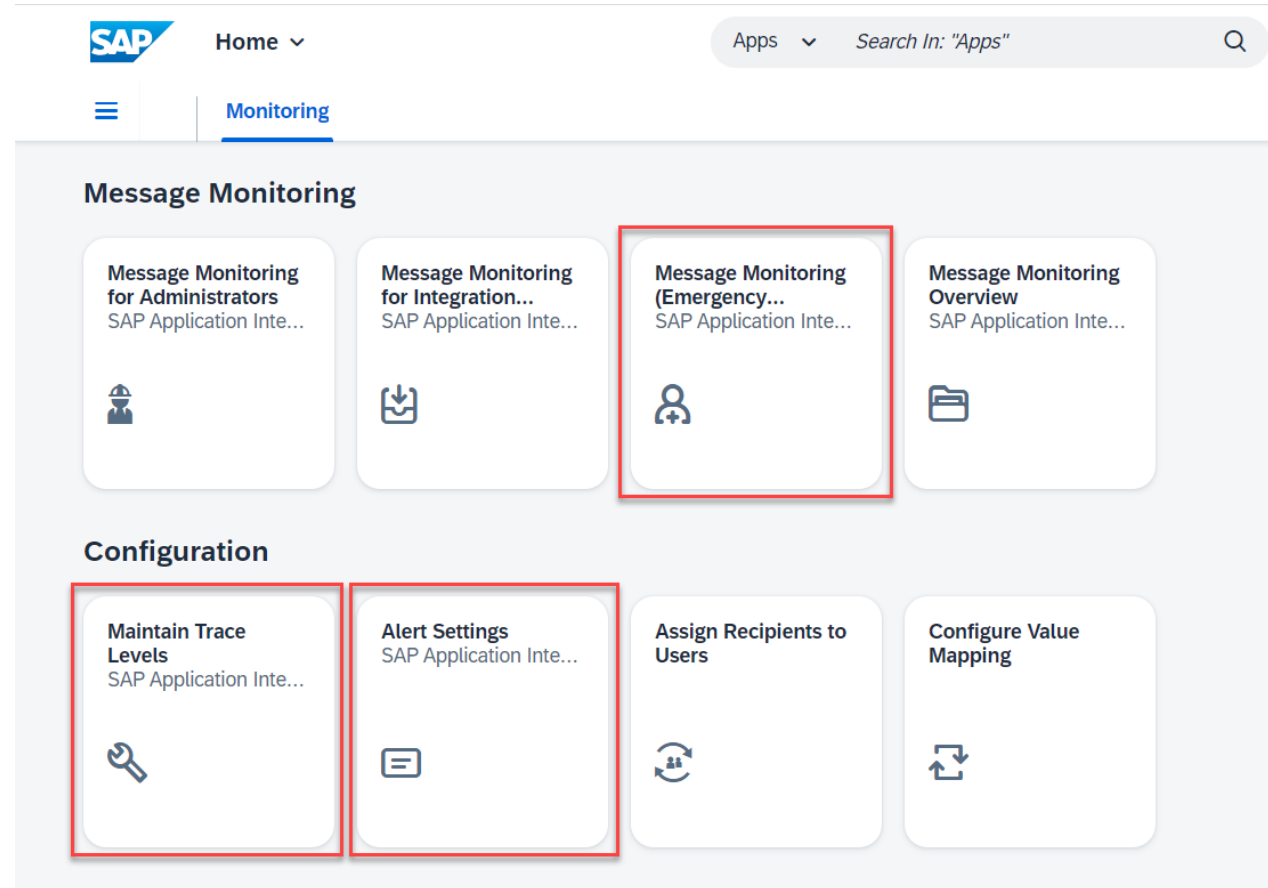 SAP Home Apps Search In: "Apps"
Monitoring
Message Monitoring
Message Monitoring
for Administrators
SAP Application Inte...
Message Monitoring
for Integration...
SAP Application Inte...
Message Monitoring
(Emergency...
SAP Application Inte...
Message Monitoring
Overview
SAP Application Inte...
Configuration
Maintain Trace
Levels
SAP Application Inte...
Alert Settings
SAP Application Inte...
Assign Recipients to
Users
Configure Value
Mapping